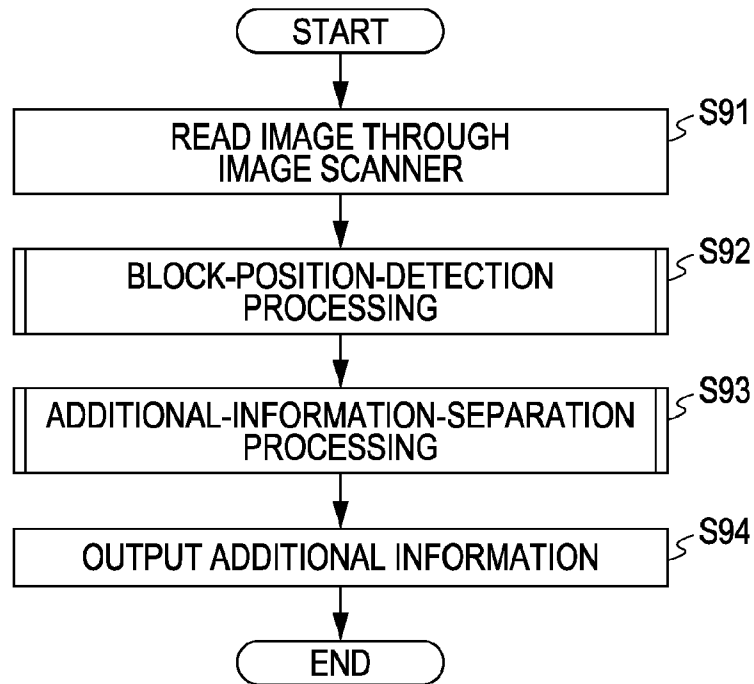 START
READ IMAGE THROUGH
IMAGE SCANNER
S91
BLOCK-POSITION-DETECTION
PROCESSING
S92
ADDITIONAL-INFORMATION-SEPARATION
PROCESSING
S93
OUTPUT ADDITIONAL INFORMATION
S94
END